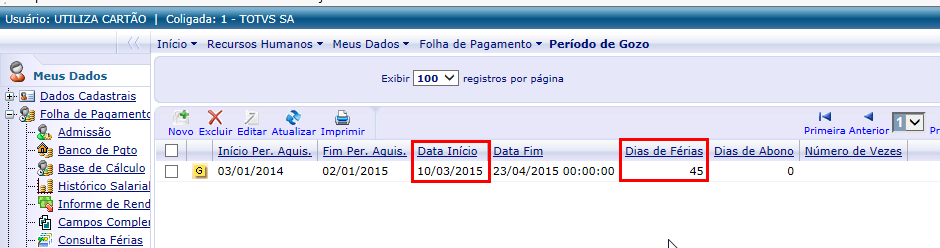 Usuário: UTILIZA CARTÃO | Coligada: 1 - TOTVS SA
Início Recursos Humanos Meus Dados Folha de Pagamento Período de Gozo
Meus Dados
Dados Cadastrais
Folha de Pagamento
Admissão
Banco de Pgto
Base de Cálculo
Histórico Salarial
Informe de Rend
Campos Complem
Consulta Férias
Exibir 100 registros por página
Novo Excluir Editar Atualizar Imprimir
Primeira Anterior 1 Pr
Início Per. Aquis. Fim Per. Aquis. Data Início Data Fim Dias de Férias Dias de Abono Número de Vezes
G 03/01/2014 02/01/2015 10/03/2015 23/04/2015 00:00:00 45 0